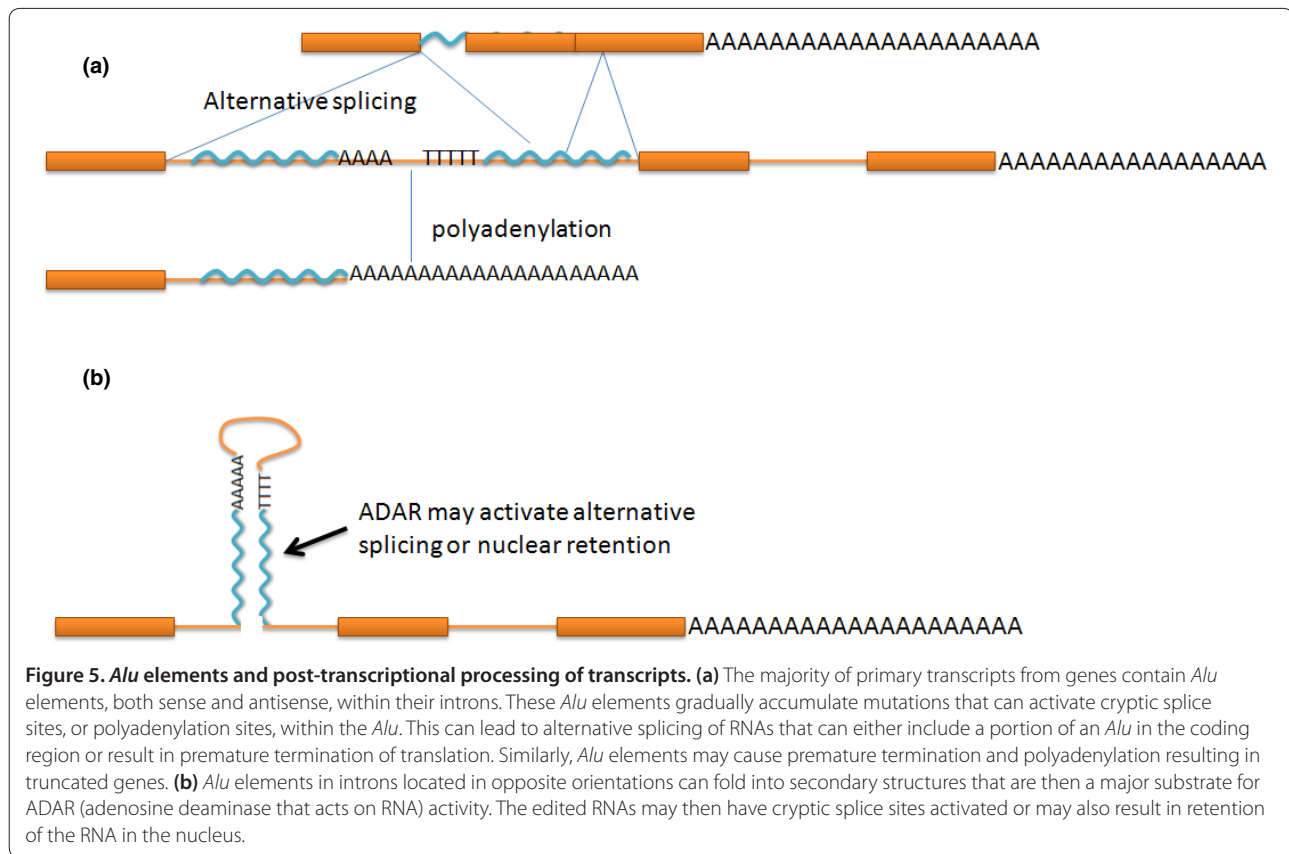 AAAAAAAAAAAAAAAAAAAAAA
(a)
Alternative splicing
AAAA TTTTT AAAAAAAAAAAAAAAAA
polyadenylation
AAAAAAAAAAAAAAAAAAAAAA
(b)
AAAAA TTTT
ADAR may activate alternative
splicing or nuclear retention
AAAAAAAAAAAAAAAAAAAAAA
Figure 5. Alu elements and post-transcriptional processing of transcripts. (a) The majority of primary transcripts from genes contain Alu
elements, both sense and antisense, within their introns. These Alu elements gradually accumulate mutations that can activate cryptic splice
sites, or polyadenylation sites, within the Alu. This can lead to alternative splicing of RNAs that can either include a portion of an Alu in the coding
region or result in premature termination of translation. Similarly, Alu elements may cause premature termination and polyadenylation resulting in
truncated genes. (b) Alu elements in introns located in opposite orientations can fold into secondary structures that are then a major substrate for
ADAR (adenosine deaminase that acts on RNA) activity. The edited RNAs may then have cryptic splice sites activated or may also result in retention
of the RNA in the nucleus.